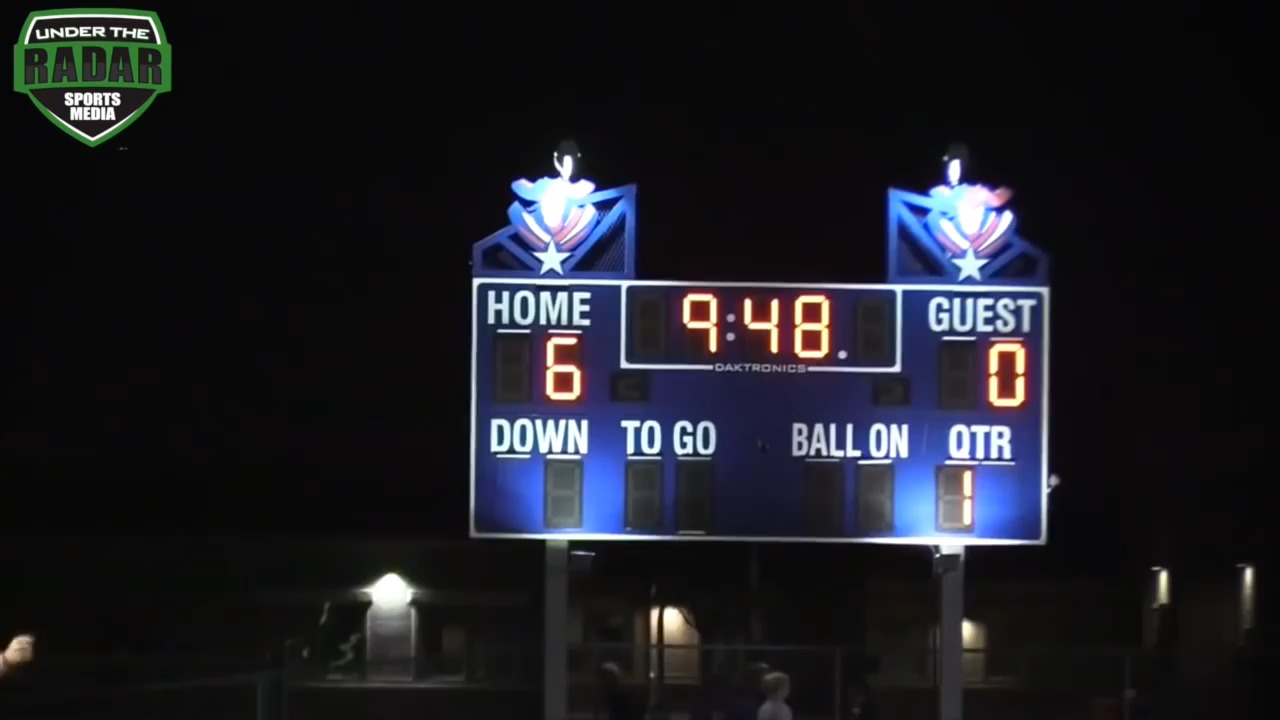 UNDER THE
RADAR
SPORTS
MEDIA
HOME
9:48.
GUEST
6
0
DAKTRONICS
DOWN
TO GO
BALL ON
QTR
1